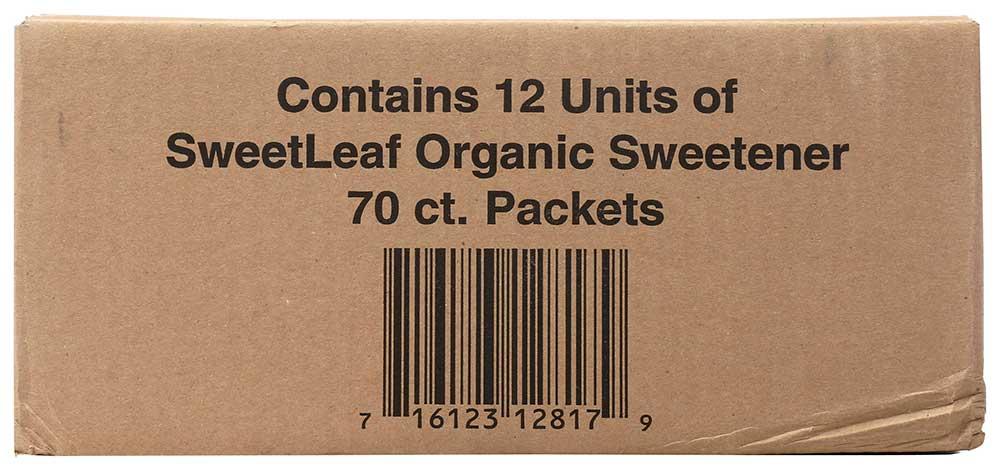 Contains 12 Units of
SweetLeaf Organic Sweetener
70 ct. Packets
7 16123 12817 9